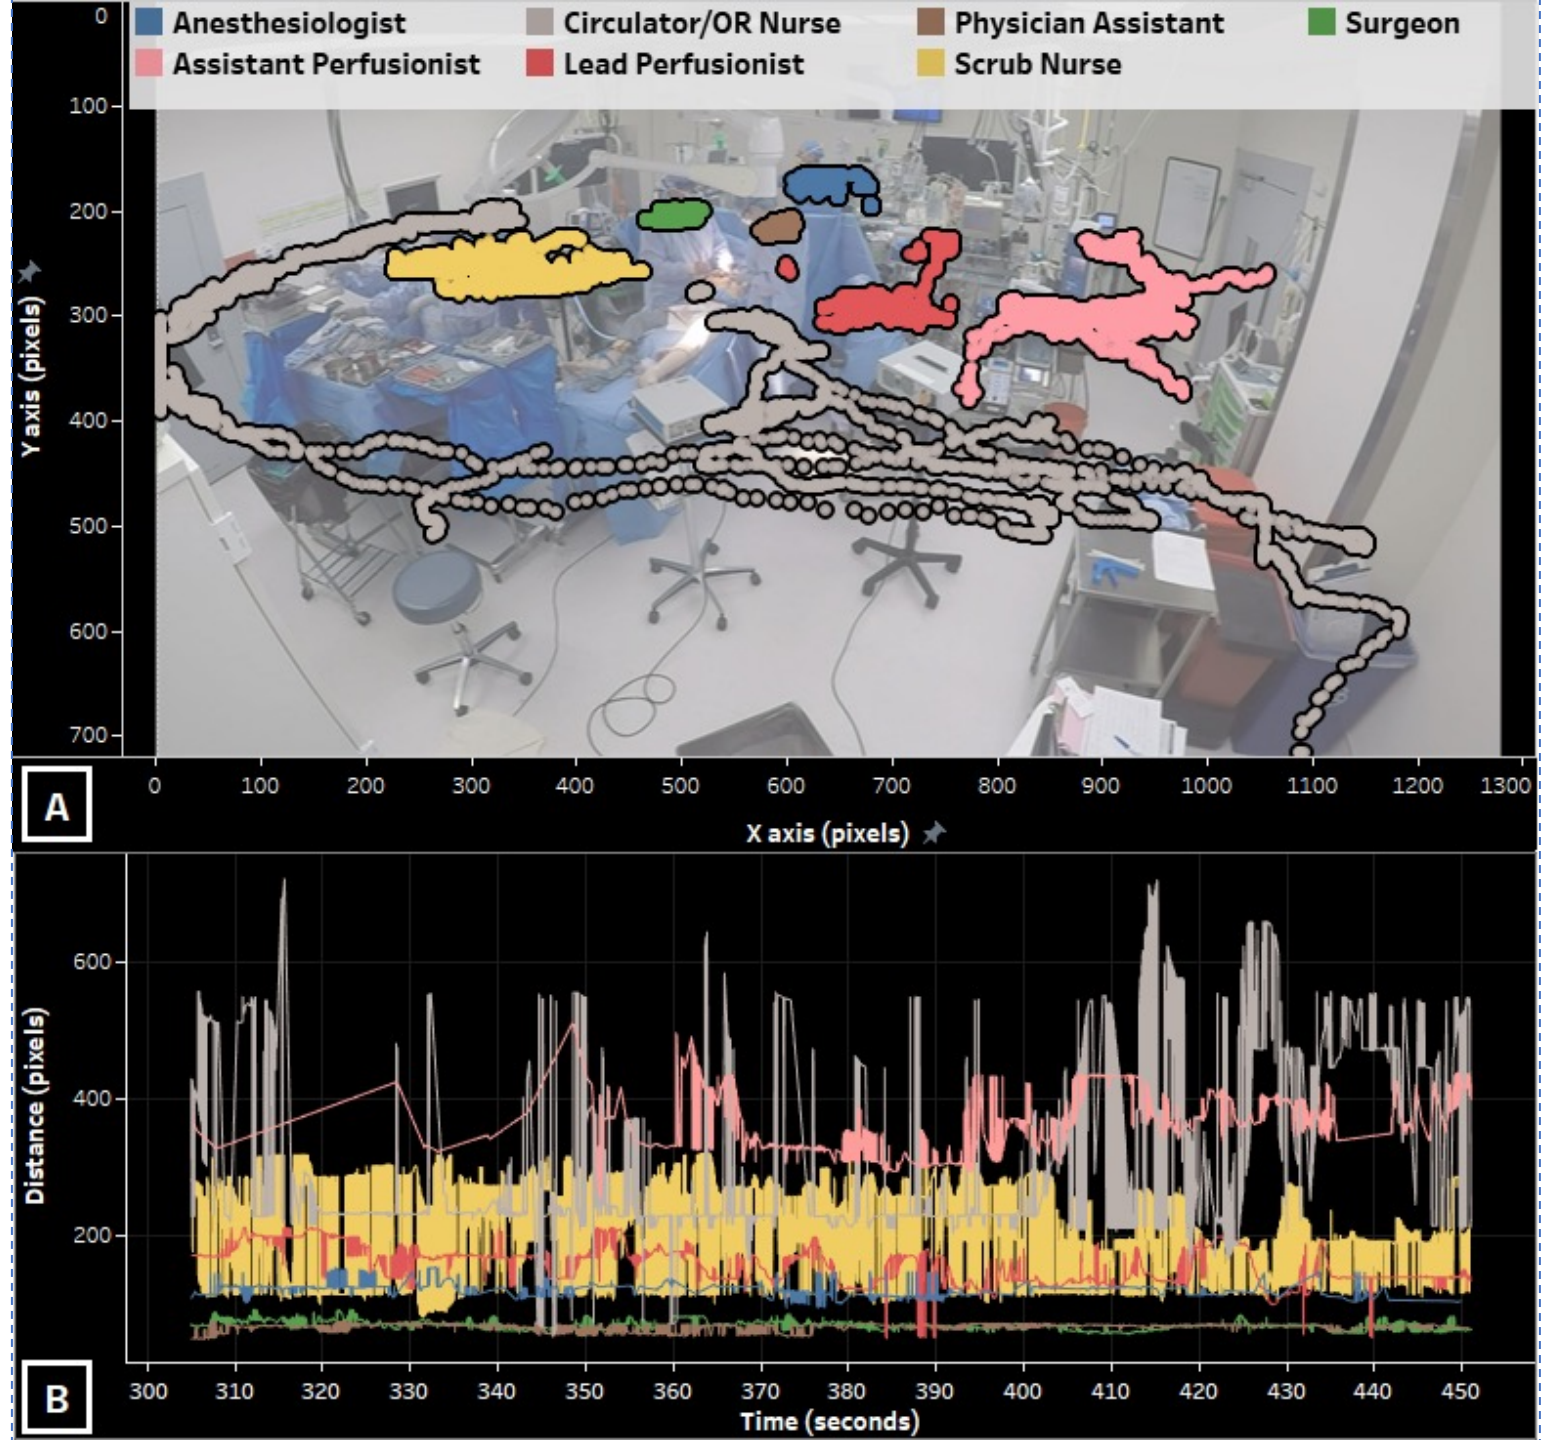 Anesthesiologist Circulator/OR Nurse Physician Assistant Surgeon
Assistant Perfusionist Lead Perfusionist Scrub Nurse
0
100
200
300
400
500
600
700
Y axis (pixels)
0 100 200 300 400 500 600 700 800 900 1000 1100 1200 1300
X axis (pixels)
A
600
400
200
Distance (pixels)
300 310 320 330 340 350 360 370 380 390 400 410 420 430 440 450
Time (seconds)
B